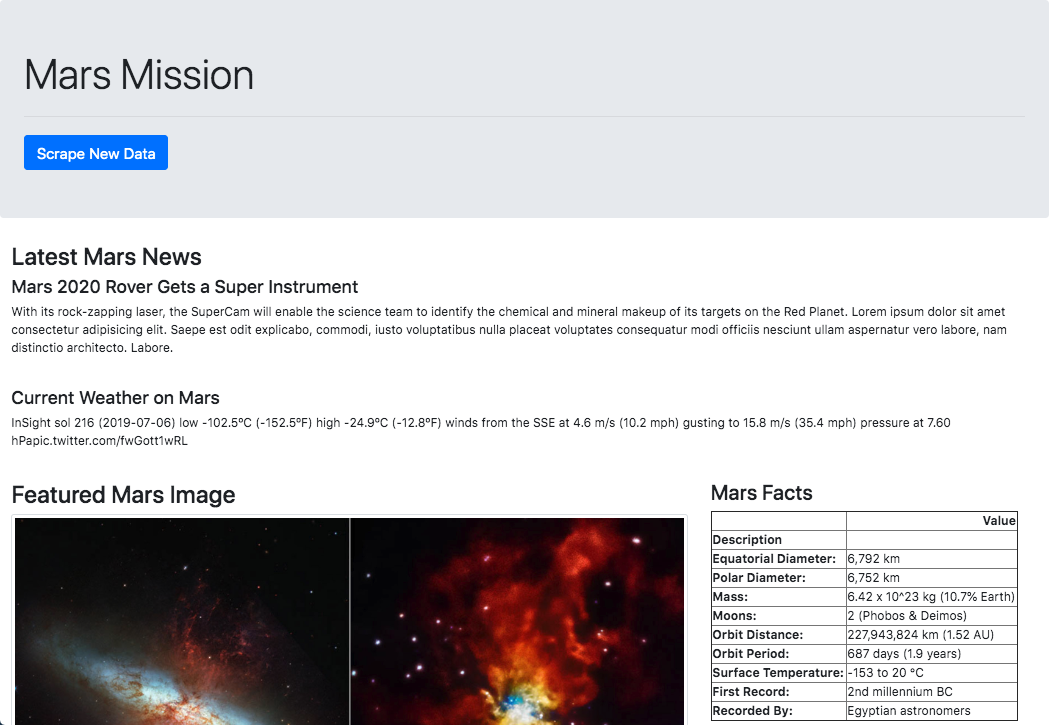 Mars Mission
Scrape New Data
Latest Mars News
Mars 2020 Rover Gets a Super Instrument
With its rock-zapping laser, the SuperCam will enable the science team to identify the chemical and mineral makeup of its targets on the Red Planet. Lorem ipsum dolor sit amet
consectetur adipisicing elit. Saepe est odit explicabo, commodi, iusto voluptatibus nulla placeat voluptates consequatur modi officiis nesciunt ullam aspernatur vero labore, nam
distinctio architecto. Labore.
Current Weather on Mars
InSight sol 216 (2019-07-06) low -102.5ºC (-152.5ºF) high -24.9ºC (-12.8ºF) winds from the SSE at 4.6 m/s (10.2 mph) gusting to 15.8 m/s (35.4 mph) pressure at 7.60
hPapic.twitter.com/fwGott1wRL
Featured Mars Image
Mars Facts
Value
Description
Equatorial Diameter: 6,792 km
Polar Diameter: 6,752 km
Mass: 6.42 x 10^23 kg (10.7% Earth)
Moons: 2 (Phobos & Deimos)
Orbit Distance: 227,943,824 km (1.52 AU)
Orbit Period: 687 days (1.9 years)
Surface Temperature: -153 to 20 °C
First Record: 2nd millennium BC
Recorded By: Egyptian astronomers